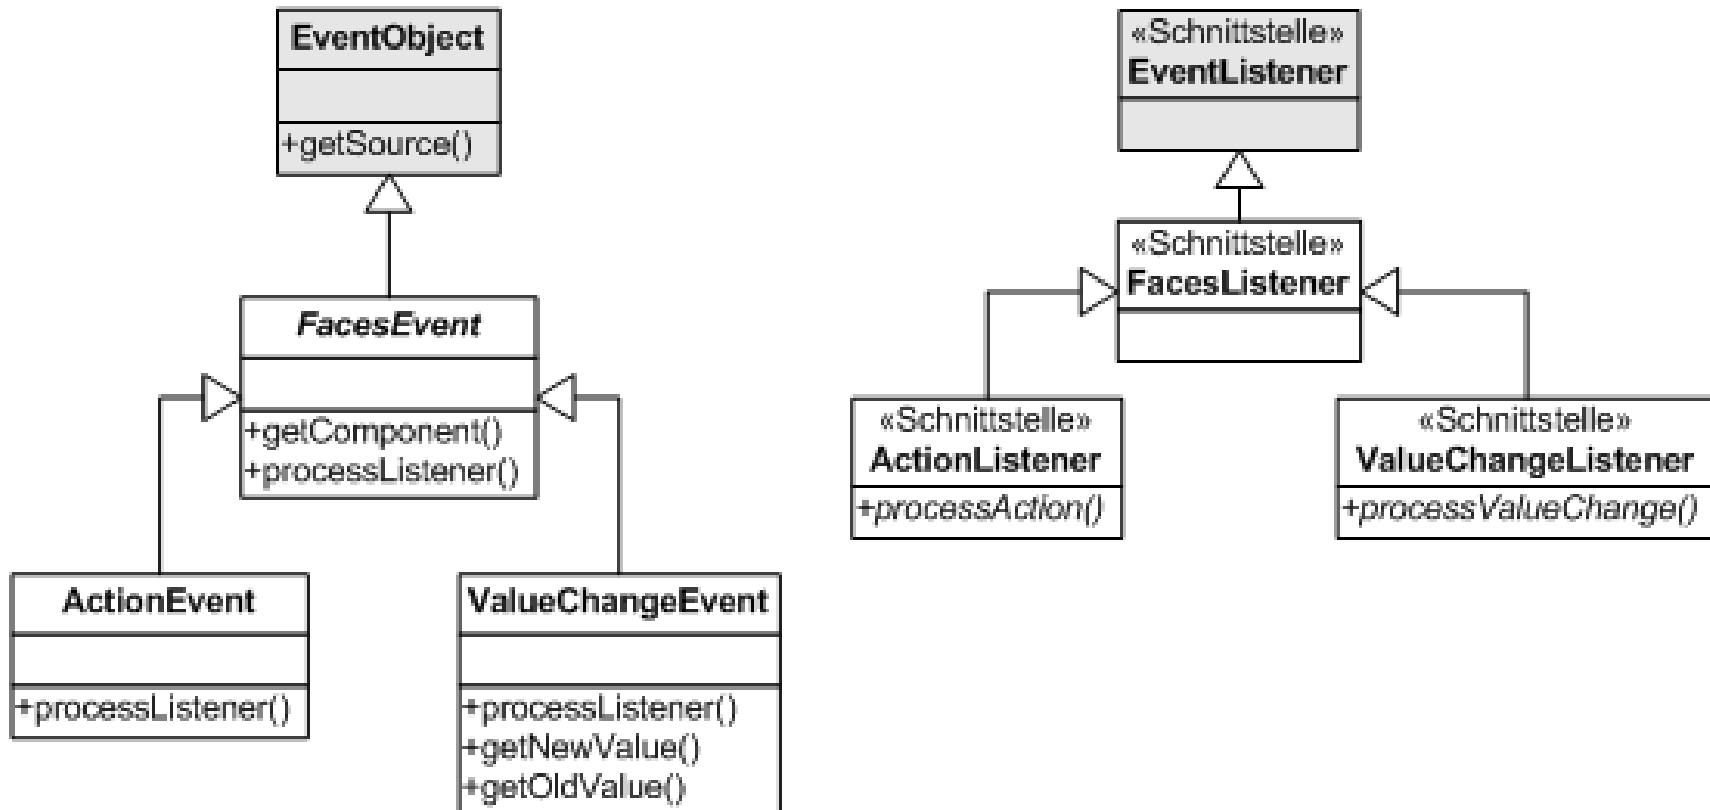 EventObject
+getSource()
FacesEvent
+getComponent()
+processListener()
ActionEvent
+processListener()
ValueChangeEvent
+processListener()
+getNewValue()
+getOldValue()
«Schnittstelle»
EventListener
«Schnittstelle»
FacesListener
«Schnittstelle»
ActionListener
+processAction()
«Schnittstelle»
ValueChangeListener
+processValueChange()